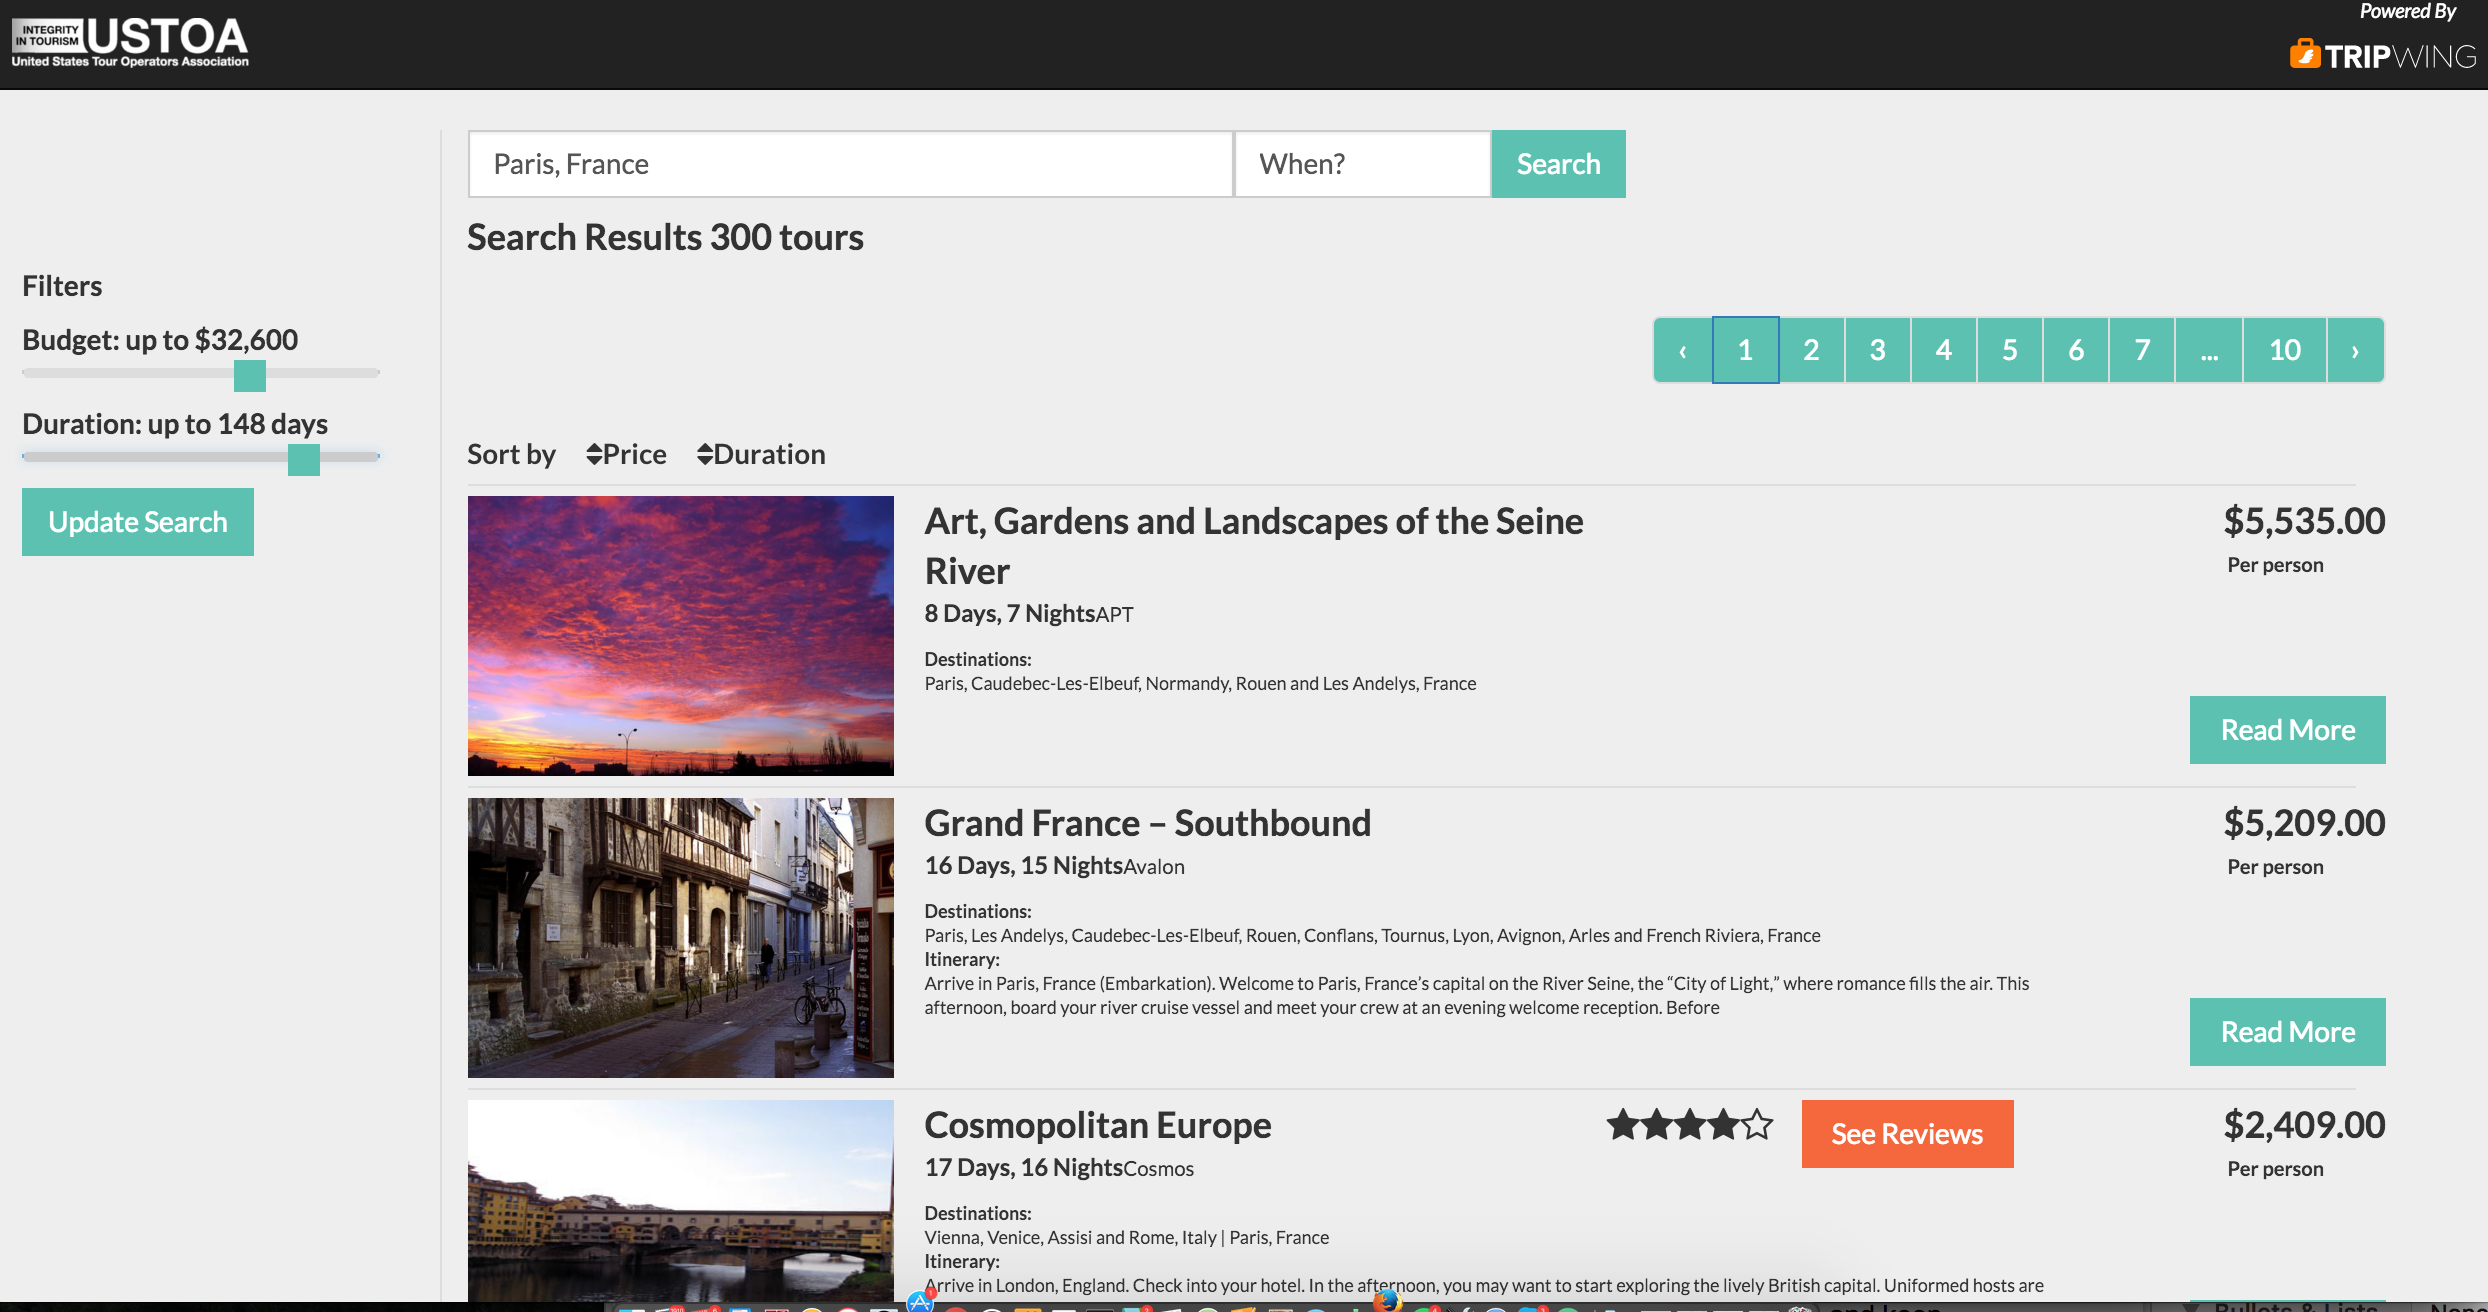 INTEGRITY
IN TOURISM
USTOA
United States Tour Operators Association
Powered By
TRIPWING
Paris, France
When?
Search
Search Results 300 tours
Filters
Budget: up to $32,600
Duration: up to 148 days
Update Search
‹ 1 2 3 4 5 6 7 ... 10 ›
Sort by Price Duration
Art, Gardens and Landscapes of the Seine
River
$5,535.00
Per person
8 Days, 7 NightsAPT
Destinations:
Paris, Caudebec-Les-Elbeuf, Normandy, Rouen and Les Andelys, France
Read More
Grand France – Southbound
$5,209.00
Per person
16 Days, 15 NightsAvalon
Destinations:
Paris, Les Andelys, Caudebec-Les-Elbeuf, Rouen, Conflans, Tournus, Lyon, Avignon, Arles and French Riviera, France
Itinerary:
Arrive in Paris, France (Embarkation). Welcome to Paris, France’s capital on the River Seine, the “City of Light,” where romance fills the air. This
afternoon, board your river cruise vessel and meet your crew at an evening welcome reception. Before
Read More
Cosmopolitan Europe
See Reviews
$2,409.00
Per person
17 Days, 16 NightsCosmos
Destinations:
Vienna, Venice, Assisi and Rome, Italy | Paris, France
Itinerary:
Arrive in London, England. Check into your hotel. In the afternoon, you may want to start exploring the lively British capital. Uniformed hosts are